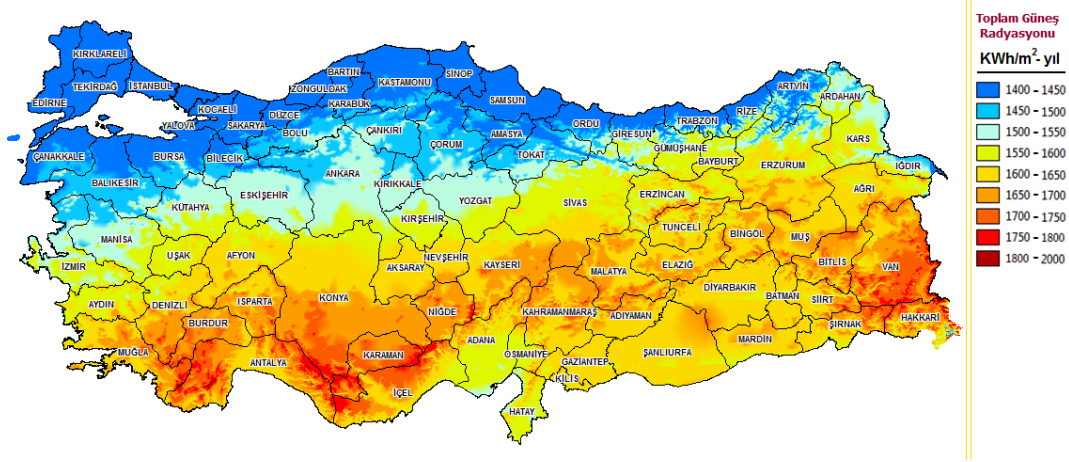 Toplam Güneş
Radyasyonu
KWh/m²- yıl
1400 - 1450
1450 - 1500
1500 - 1550
1550 - 1600
1600 - 1650
1650 - 1700
1700 - 1750
1750 - 1800
1800 - 2000
KIRKLARELİ
TEKİRDAĞ
İSTANBUL
EDİRNE
KOCAELİ
YALOVA
SAKARYA
DÜZCE
BOLU
ZONGULDAK
BARTIN
KARABÜK
KASTAMONU
SİNOP
SAMSUN
ÇANKIRI
ÇORUM
AMASYA
TOKAT
ORDU
GİRESUN
TRABZON
RİZE
ARTVİN
ARDAHAN
KARS
IĞDIR
GÜMÜŞHANE
BAYBURT
ERZURUM
AĞRI
ÇANAKKALE
BURSA
BİLECİK
BALIKESİR
KÜTAHYA
ESKİŞEHİR
ANKARA
KIRIKKALE
KIRŞEHİR
YOZGAT
SİVAS
ERZİNCAN
TUNCELİ
BİNGÖL
MUŞ
BİTLİS
VAN
MANİSA
İZMİR
UŞAK
AFYON
AKSARAY
NEVŞEHİR
KAYSERİ
MALATYA
ELAZIĞ
DİYARBAKIR
BATMAN
SİİRT
ŞIRNAK
HAKKARİ
AYDIN
DENİZLİ
ISPARTA
BURDUR
KONYA
NİĞDE
KAHRAMANMARAŞ
ADIYAMAN
MARDİN
ŞANLIURFA
MUĞLA
ANTALYA
KARAMAN
İÇEL
ADANA
OSMANİYE
GAZİANTEP
KİLİS
HATAY